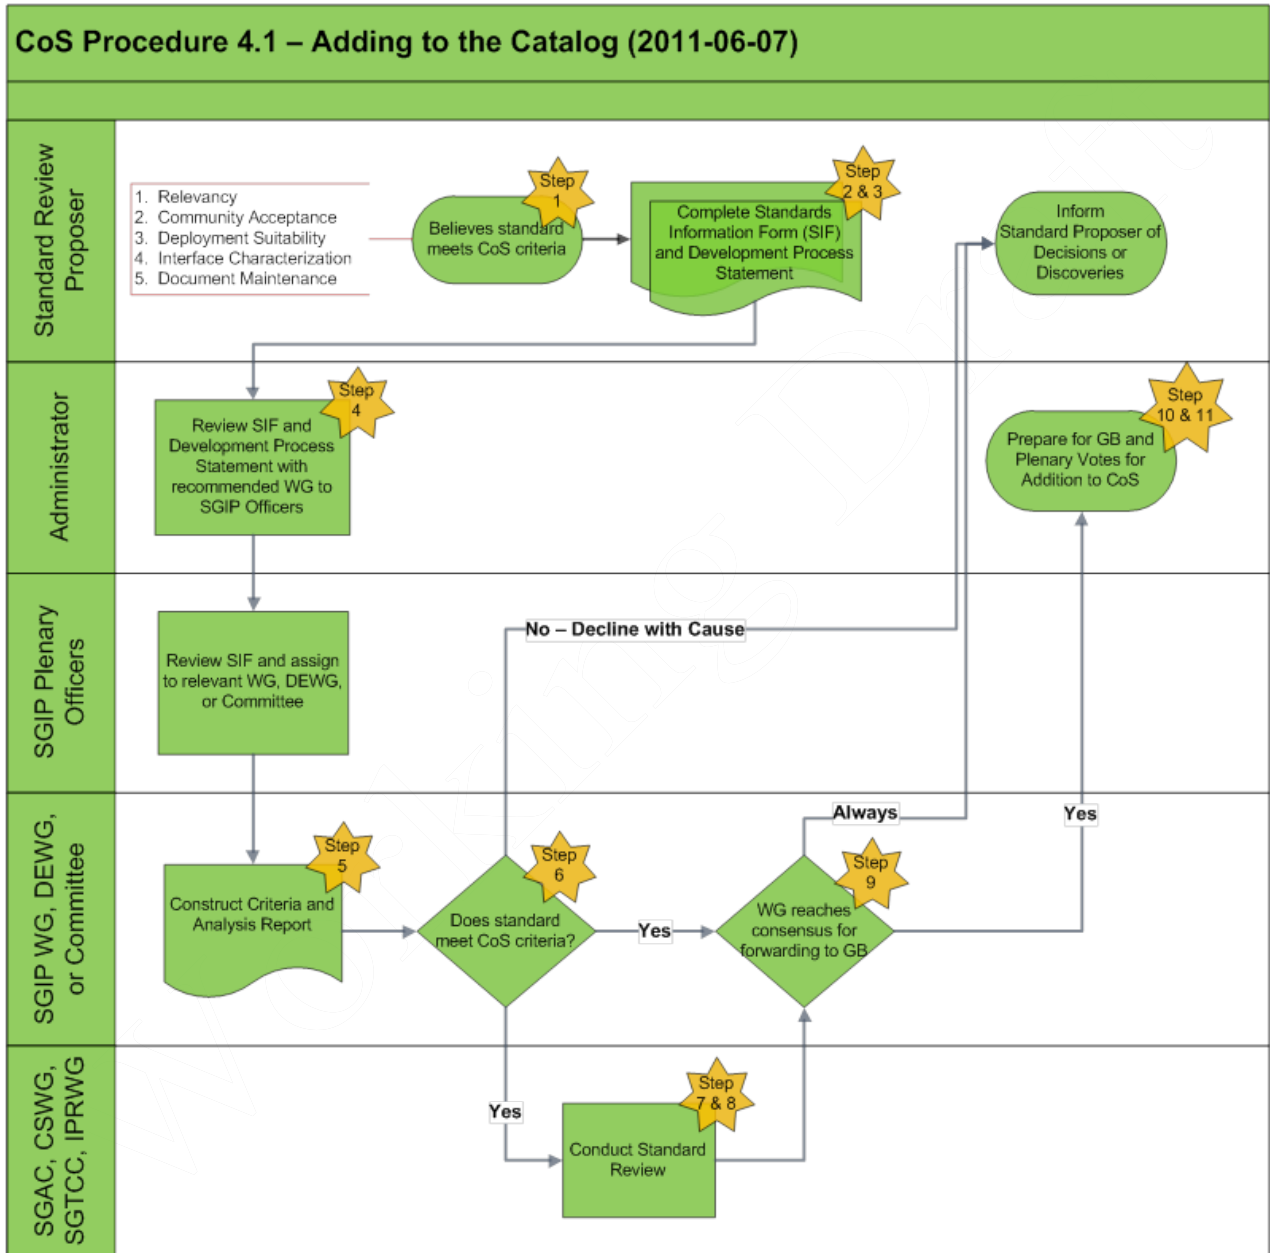 CoS Procedure 4.1 – Adding to the Catalog (2011-06-07)
Standard Review
Proposer
1. Relevancy
2. Community Acceptance
3. Deployment Suitability
4. Interface Characterization
5. Document Maintenance
Step
1
Believes standard
meets CoS criteria
Step
2 & 3
Complete Standards
Information Form (SIF)
and Development Process
Statement
Inform
Standard Proposer of
Decisions or
Discoveries
Administrator
Step
4
Review SIF and
Development Process
Statement with
recommended WG to
SGIP Officers
Step
10 & 11
Prepare for GB and
Plenary Votes for
Addition to CoS
SGIP Plenary
Officers
Review SIF and assign
to relevant WG, DEWG,
or Committee
No – Decline with Cause
SGIP WG, DEWG,
or Committee
Step
5
Construct Criteria and
Analysis Report
Step
6
Does standard
meet CoS criteria?
Yes
Always
Step
9
WG reaches
consensus for
forwarding to GB
Yes
SGAC, CSWG,
SGTCC, IPRWG
Yes
Step
7 & 8
Conduct Standard
Review
Working Draft